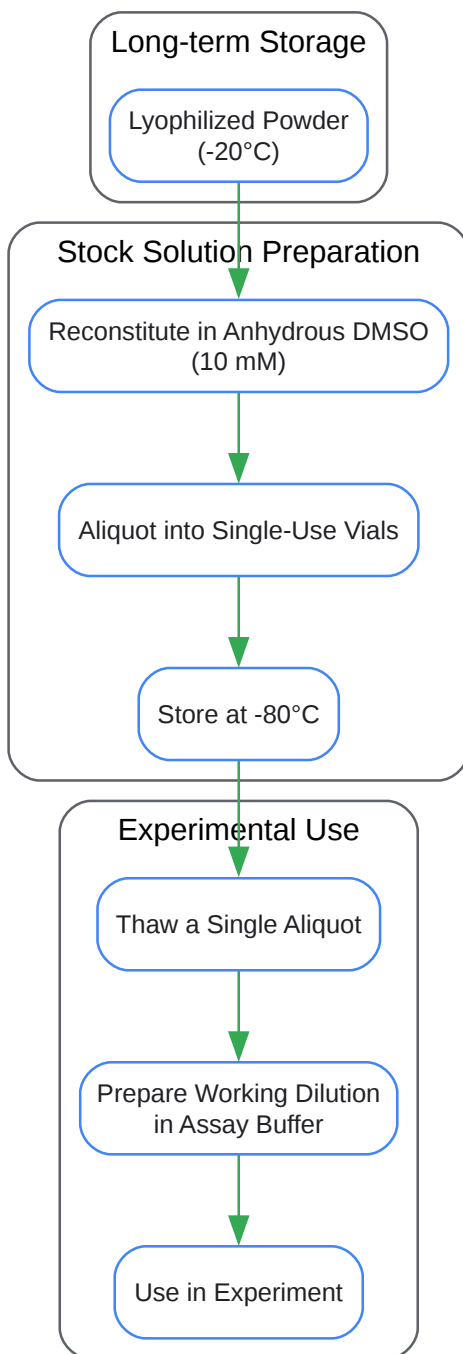 Long-term Storage
Lyophilized Powder
(-20°C)
Stock Solution Preparation
Reconstitute in Anhydrous DMSO
(10 mM)
Aliquot into Single-Use Vials
Store at -80°C
Experimental Use
Thaw a Single Aliquot
Prepare Working Dilution
in Assay Buffer
Use in Experiment